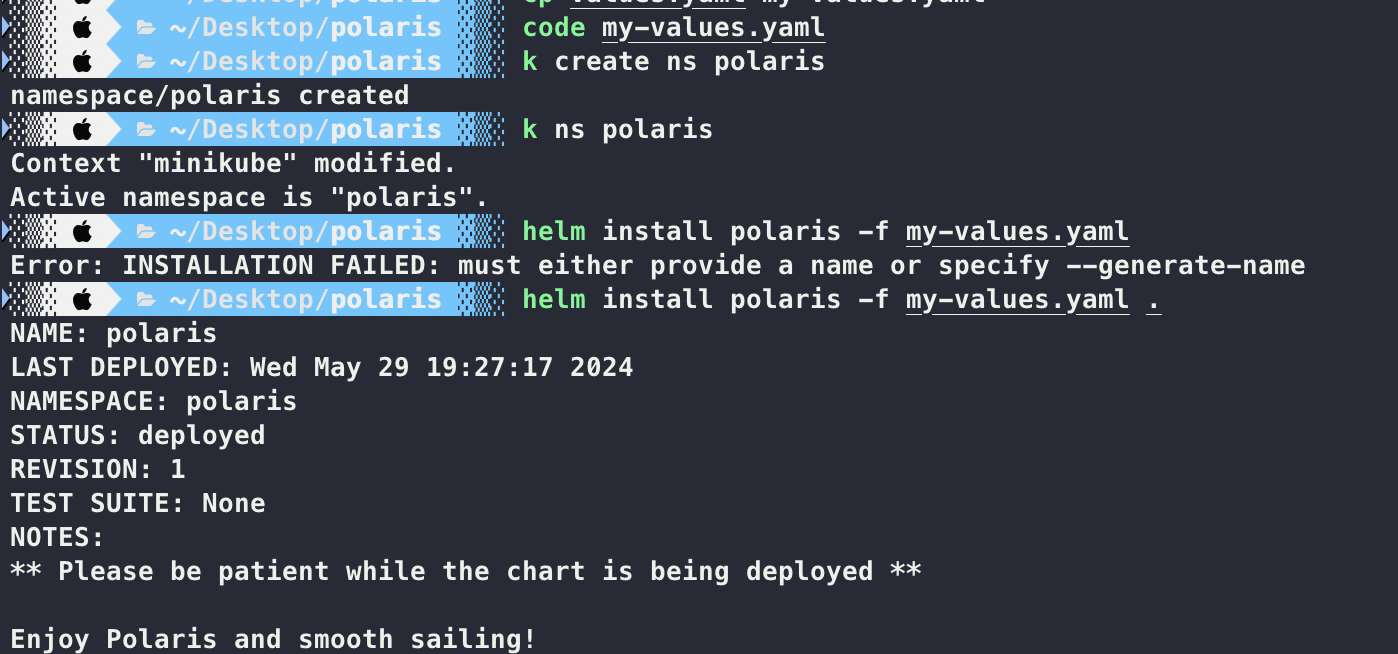 cp values.yaml my-values.yaml
~/Desktop/polaris code my-values.yaml
~/Desktop/polaris k create ns polaris
namespace/polaris created
~/Desktop/polaris k ns polaris
Context "minikube" modified.
Active namespace is "polaris".
~/Desktop/polaris helm install polaris -f my-values.yaml
Error: INSTALLATION FAILED: must either provide a name or specify --generate-name
~/Desktop/polaris helm install polaris -f my-values.yaml .
NAME: polaris
LAST DEPLOYED: Wed May 29 19:27:17 2024
NAMESPACE: polaris
STATUS: deployed
REVISION: 1
TEST SUITE: None
NOTES:
** Please be patient while the chart is being deployed **
Enjoy Polaris and smooth sailing!